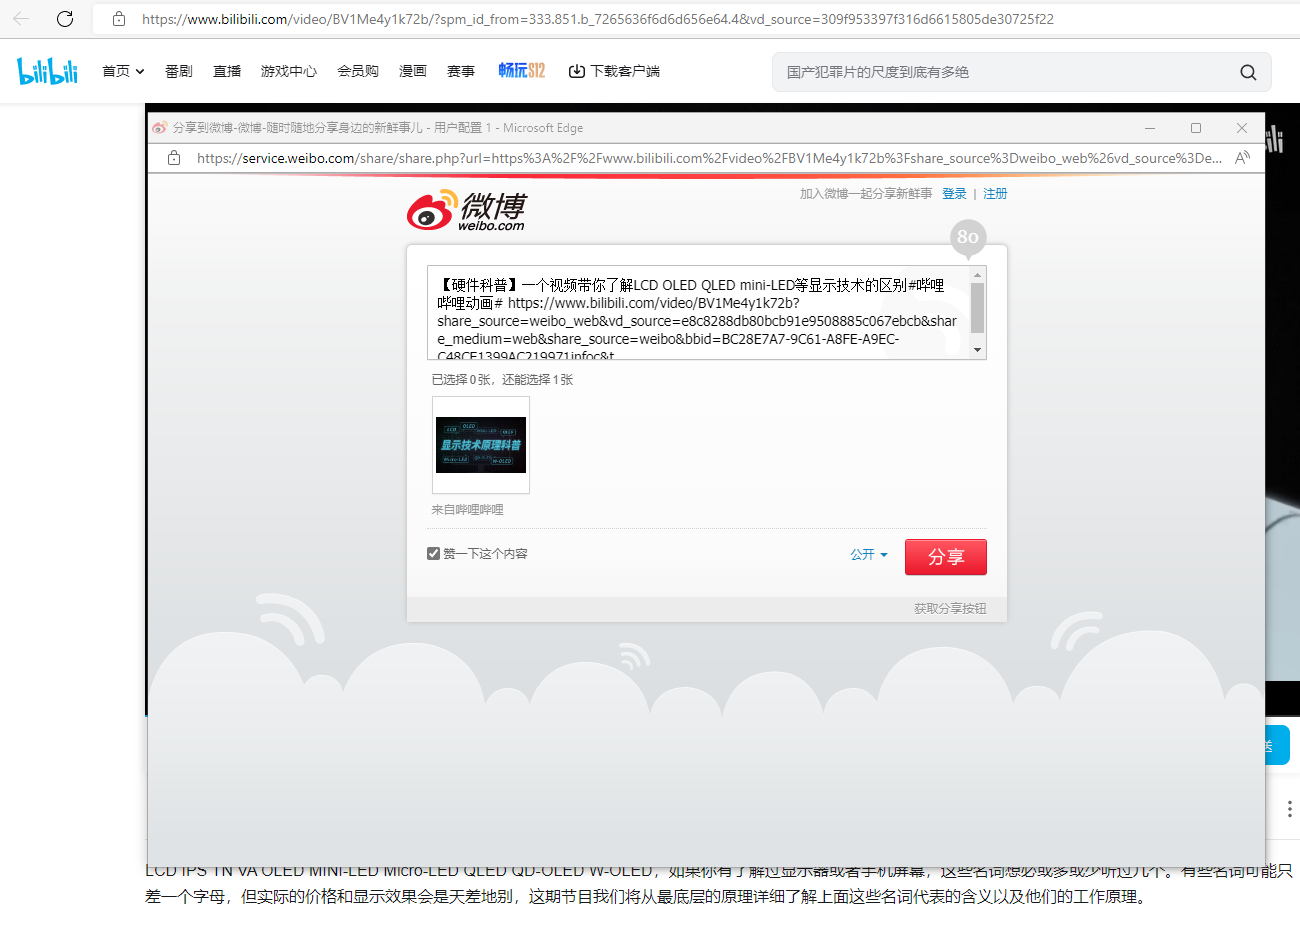 https://www.bilibili.com/video/BV1Me4y1k72b/?spm_id_from=333.851.b_7265636f6d6d656e64.4&vd_source=309f953397f316d6615805de30725f22
bilibili 首页 番剧 直播 游戏中心 会员购 漫画 赛事 畅玩S12 下载客户端 国产犯罪片的尺度到底有多绝
分享到微博-微博-随时随地分享身边的新鲜事儿 - 用户配置 1 - Microsoft Edge
https://service.weibo.com/share/share.php?url=https%3A%2F%2Fwww.bilibili.com%2Fvideo%2FBV1Me4y1k72b%3Fshare_source%3Dweibo_web%26vd_source%3De...
加入微博一起分享新鲜事 登录 | 注册
微博
weibo.com
80
【硬件科普】一个视频带你了解LCD OLED QLED mini-LED等显示技术的区别#哔哩
哔哩动画# https://www.bilibili.com/video/BV1Me4y1k72b?
share_source=weibo_web&vd_source=e8c8288db80bcb91e9508885c067ebcb&shar
e_medium=web&share_source=weibo&bbid=BC28E7A7-9C61-A8FE-A9EC-
C48CE1399AC219971infoc&t
已选择0张，还能选择1张
显示技术原理科普
来自哔哩哔哩
赞一下这个内容
公开
分享
获取分享按钮
送
LCD IPS TN VA OLED MINI-LED Micro-LED QLED QD-OLED W-OLED，如果你有了解过显示器或者手机屏幕，这些名词想必或多或少听过几个。有些名词可能只
差一个字母，但实际的价格和显示效果会是天差地别，这期节目我们将从最底层的原理详细了解上面这些名词代表的含义以及他们的工作原理。